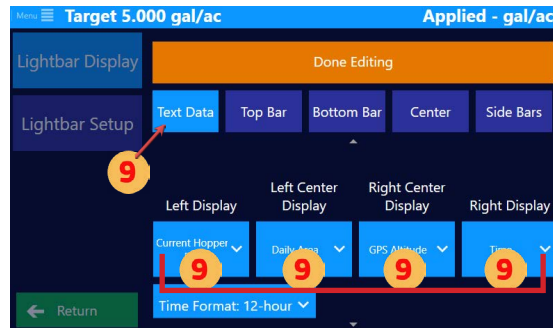 Menu Target 5.000 gal/ac Applied - gal/ac
Lightbar Display
Done Editing
Lightbar Setup
Text Data Top Bar Bottom Bar Center Side Bars
9
Left Display
Left Center Display
Right Center Display
Right Display
Current Hopper
Daily Area
GPS Altitude
Time
9 9 9 9
Return
Time Format: 12-hour